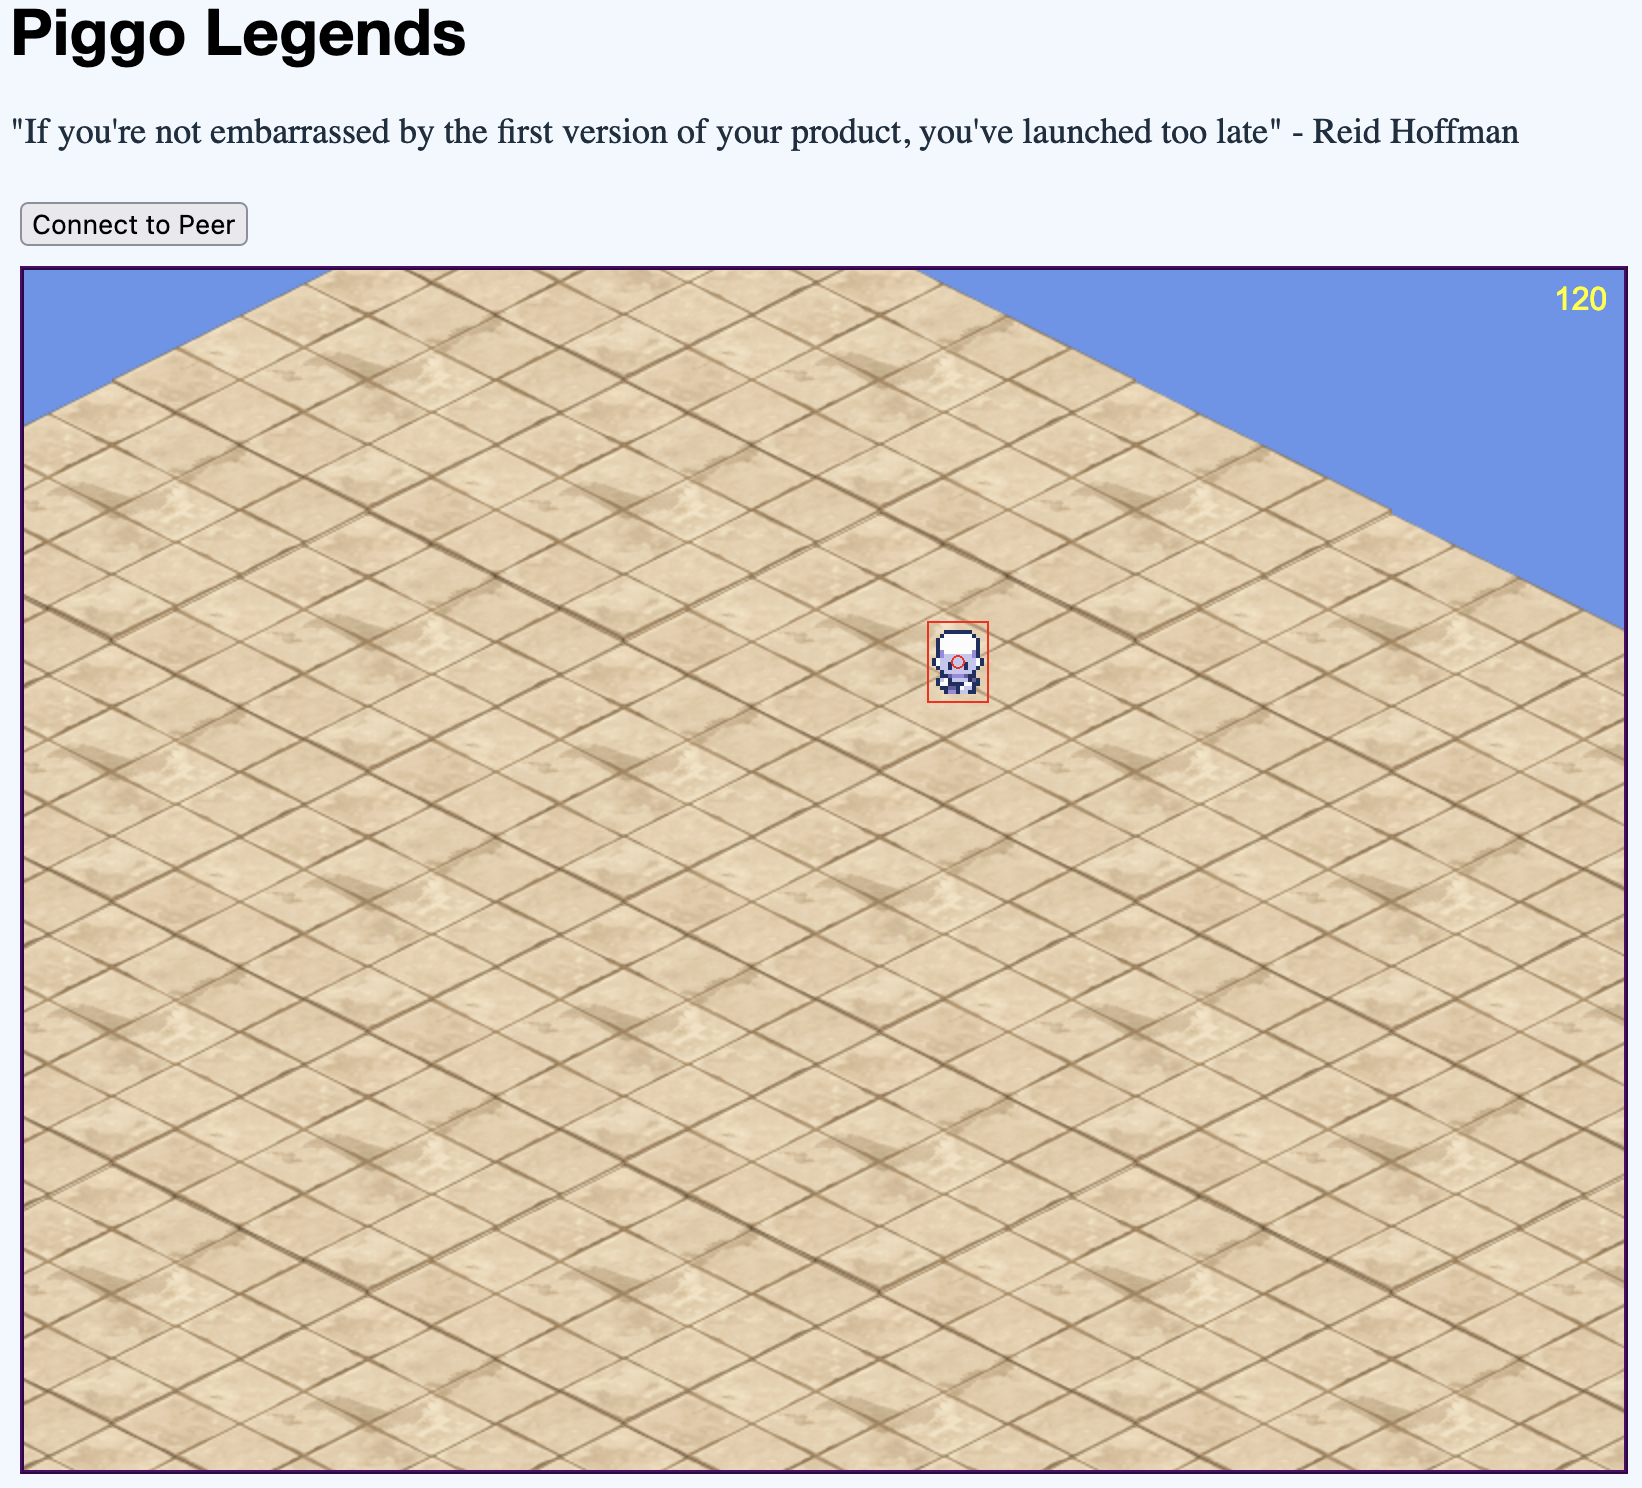 Piggo Legends
"If you're not embarrassed by the first version of your product, you've launched too late" - Reid Hoffman
Connect to Peer
120